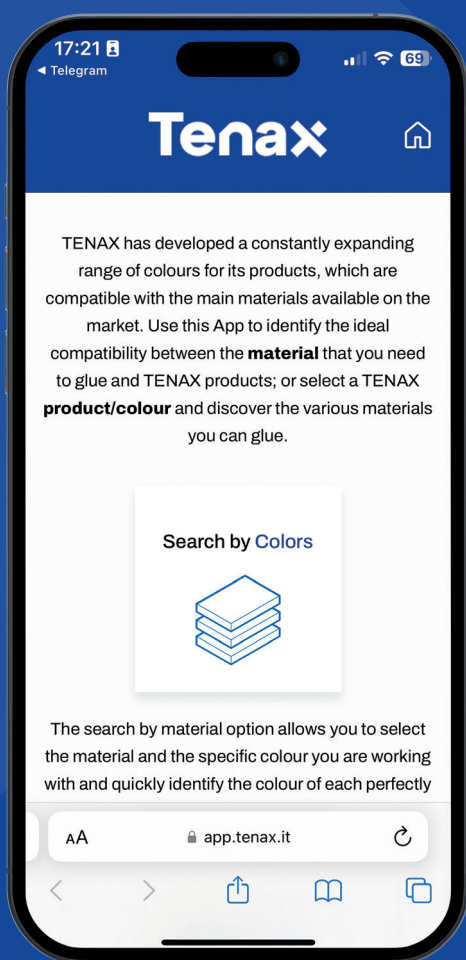 17:21
69
◀ Telegram
Tenax
TENAX has developed a constantly expanding
range of colours for its products, which are
compatible with the main materials available on the
market. Use this App to identify the ideal
compatibility between the material that you need
to glue and TENAX products; or select a TENAX
product/colour and discover the various materials
you can glue.
Search by Colors
The search by material option allows you to select
the material and the specific colour you are working
with and quickly identify the colour of each perfectly
AA
app.tenax.it